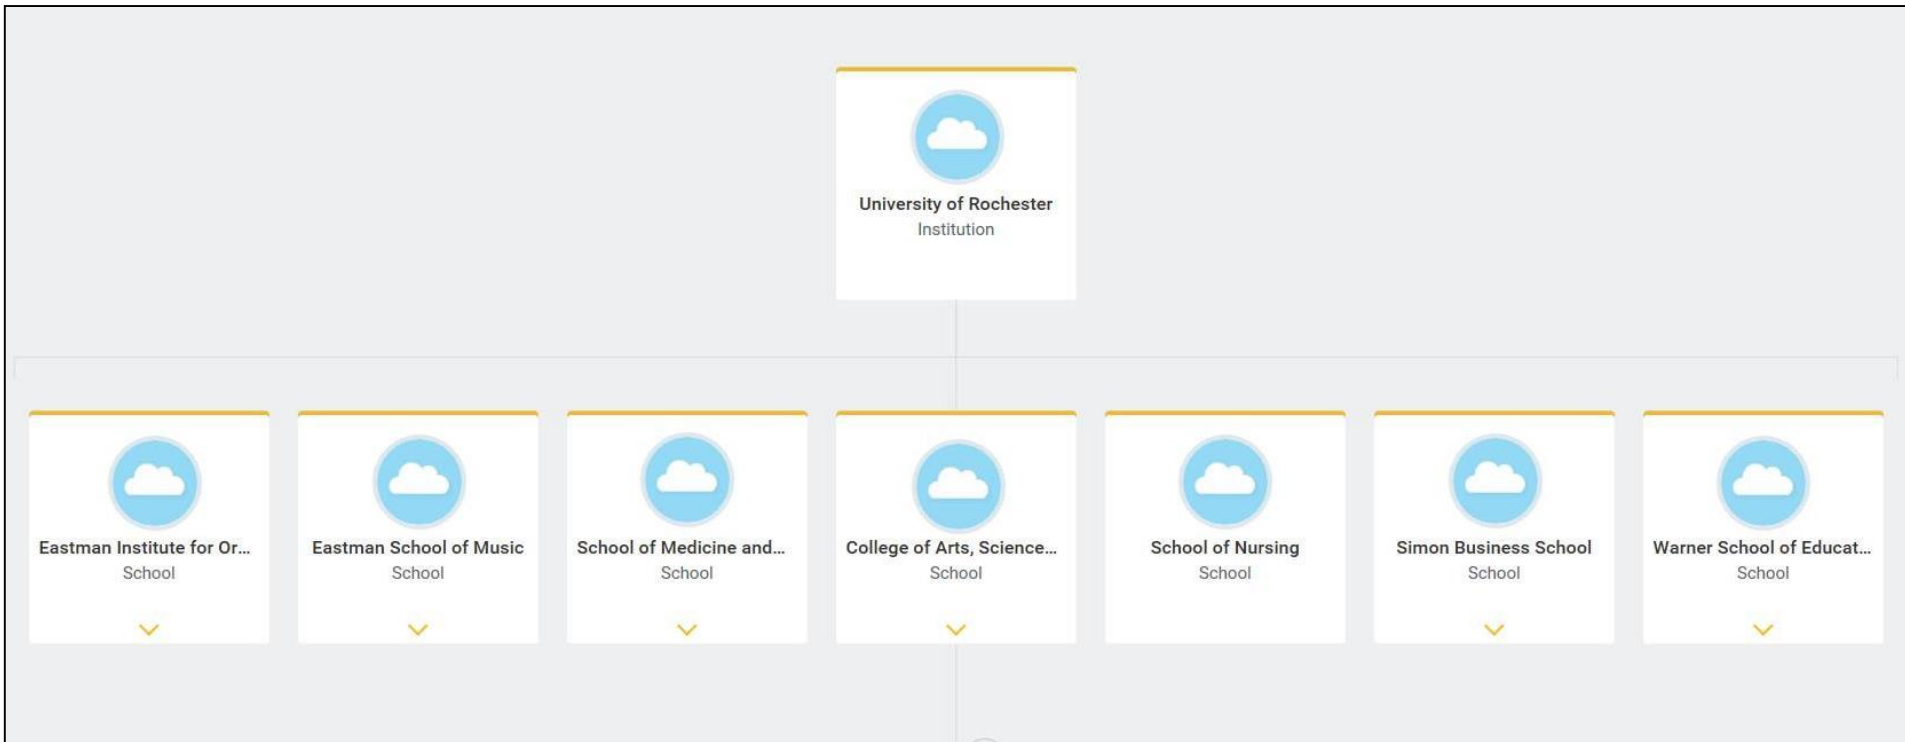 University of Rochester
Institution
Eastman Institute for Or...
School
Eastman School of Music
School
School of Medicine and...
School
College of Arts, Science...
School
School of Nursing
School
Simon Business School
School
Warner School of Educat...
School